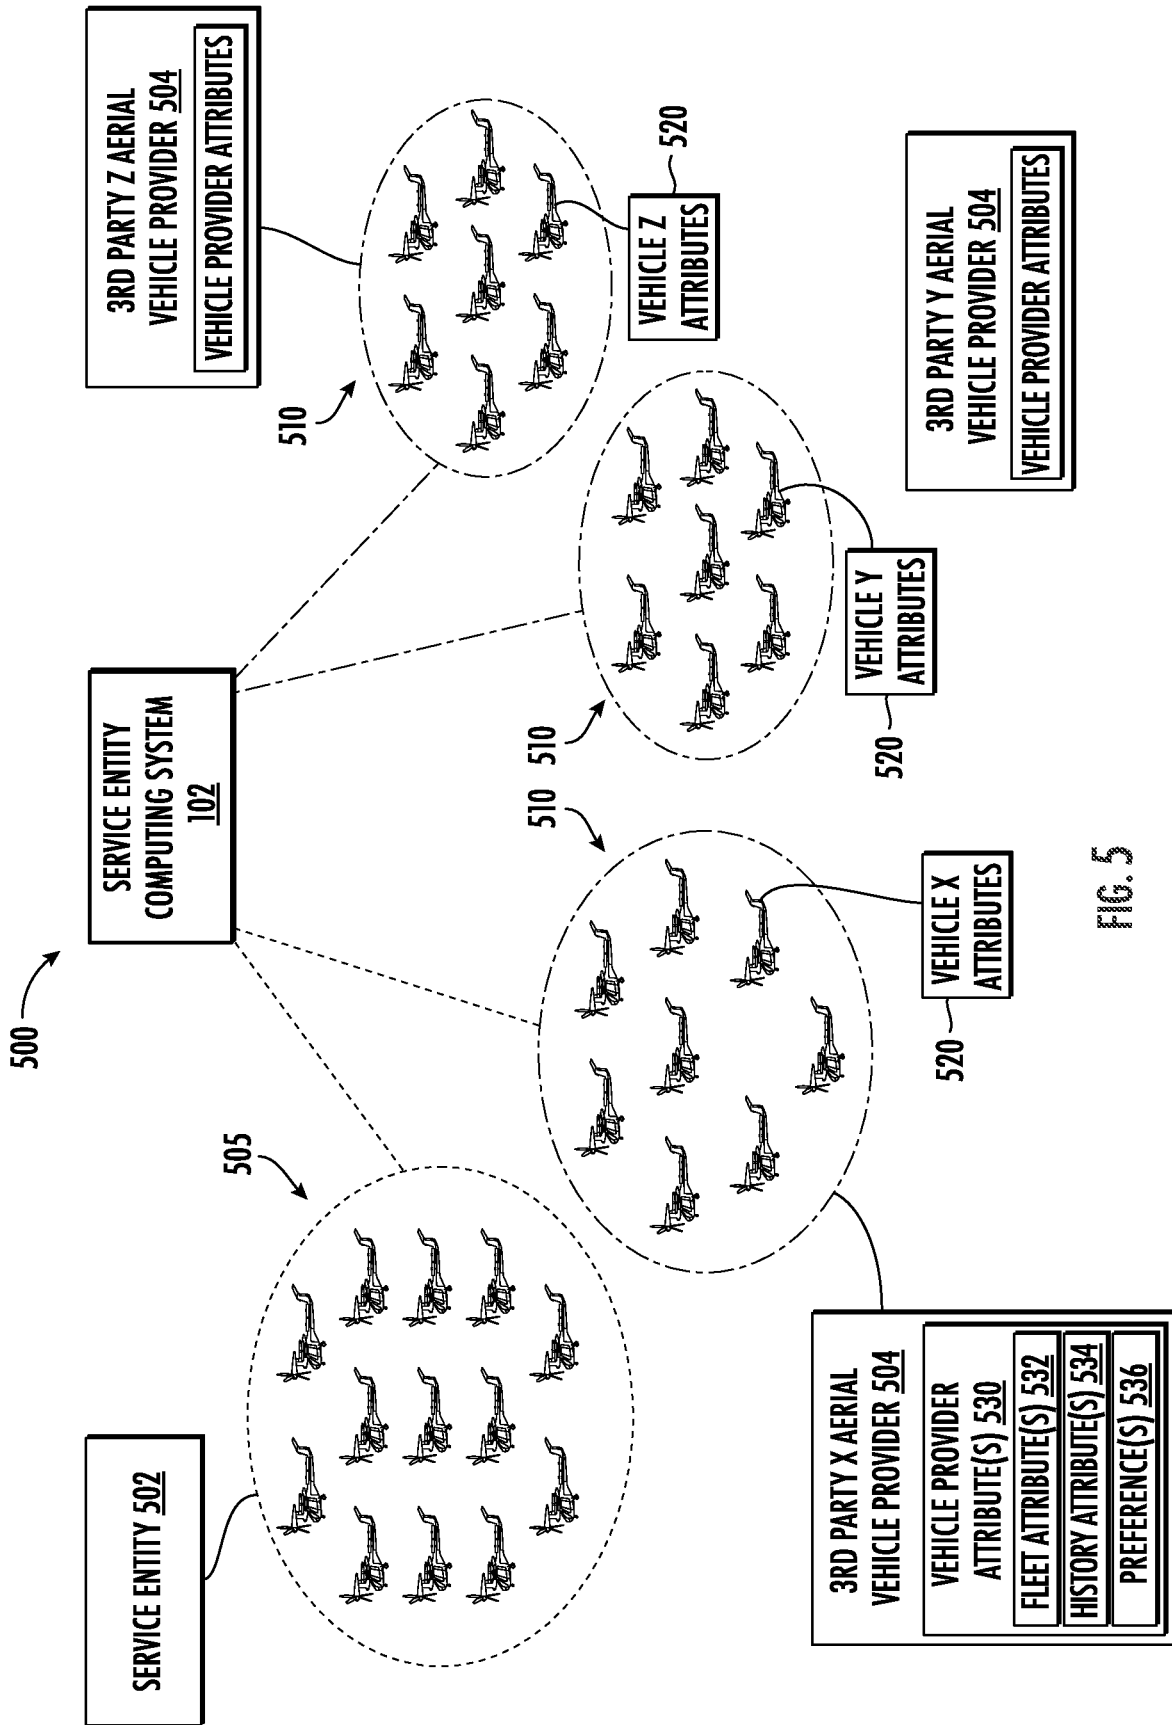 500
SERVICE ENTITY
COMPUTING SYSTEM
102
SERVICE ENTITY 502
505
3RD PARTY Z AERIAL
VEHICLE PROVIDER 504
VEHICLE PROVIDER ATTRIBUTES
510
520
VEHICLE Z
ATTRIBUTES
510
510
520
VEHICLE Y
ATTRIBUTES
3RD PARTY Y AERIAL
VEHICLE PROVIDER 504
VEHICLE PROVIDER ATTRIBUTES
3RD PARTY X AERIAL
VEHICLE PROVIDER 504
VEHICLE PROVIDER
ATTRIBUTE(S) 530
FLEET ATTRIBUTE(S) 532
HISTORY ATTRIBUTE(S) 534
PREFERENCE(S) 536
520
VEHICLE X
ATTRIBUTES
FIG. 5